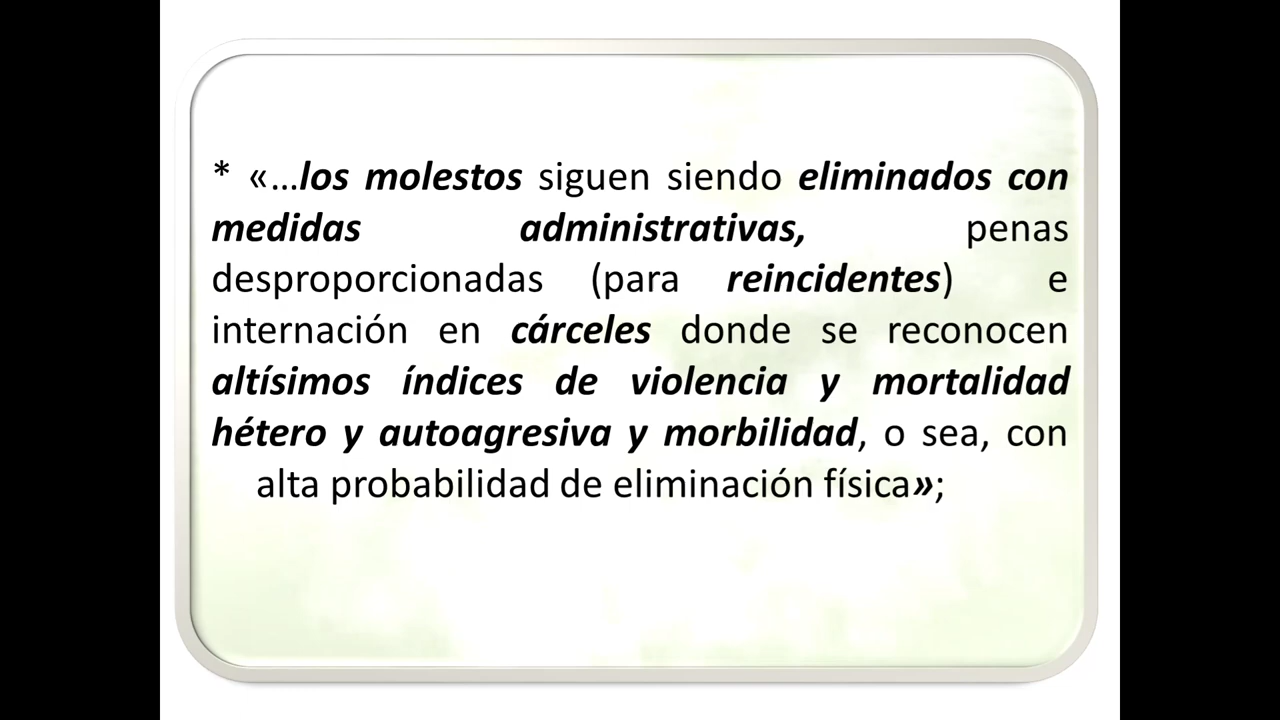 * «…los molestos siguen siendo eliminados con
medidas administrativas, penas
desproporcionadas (para reincidentes) e
internación en cárceles donde se reconocen
altísimos índices de violencia y mortalidad
hétero y autoagresiva y morbilidad, o sea, con
alta probabilidad de eliminación física»;